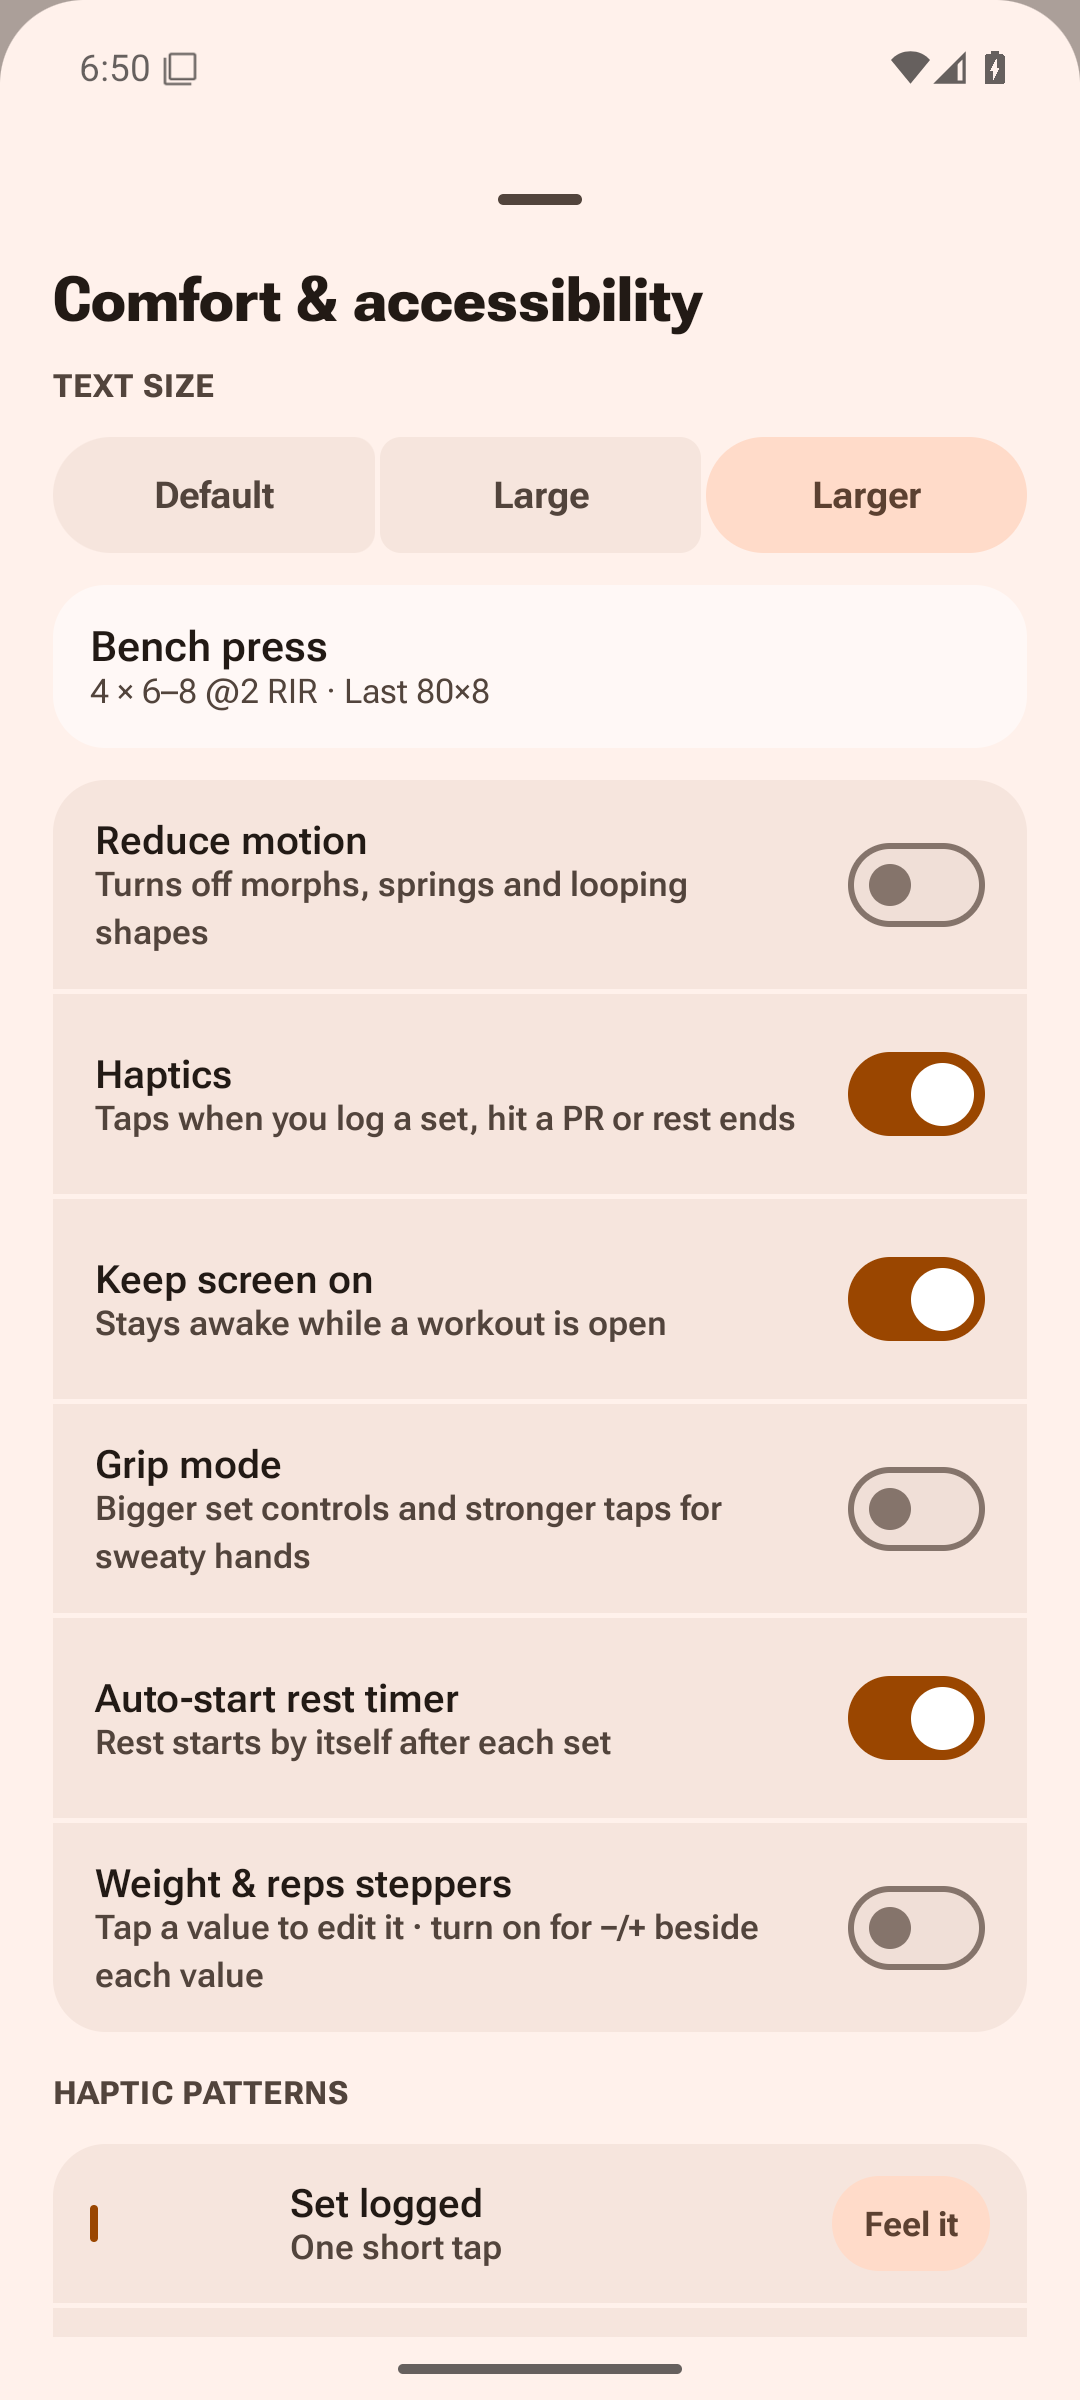 6:50
Comfort & accessibility
TEXT SIZE
Default Large Larger
Bench press
4 × 6–8 @2 RIR · Last 80×8
Reduce motion
Turns off morphs, springs and looping
shapes
Haptics
Taps when you log a set, hit a PR or rest ends
Keep screen on
Stays awake while a workout is open
Grip mode
Bigger set controls and stronger taps for
sweaty hands
Auto-start rest timer
Rest starts by itself after each set
Weight & reps steppers
Tap a value to edit it · turn on for −/+ beside
each value
HAPTIC PATTERNS
Set logged
One short tap
Feel it